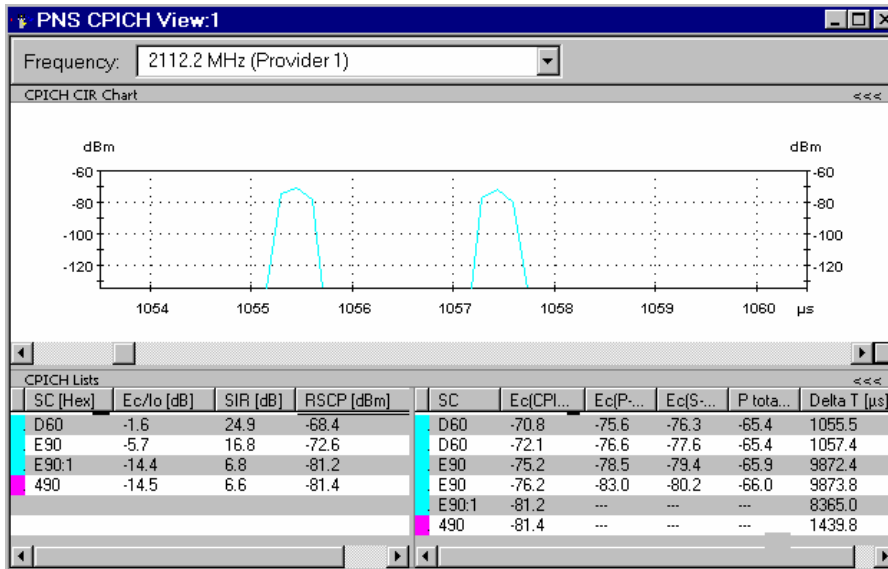 PNS CPICH View:1
Frequency: 2112.2 MHz (Provider 1)
CPICH CIR Chart <<<
dBm dBm
-60 -60
-80 -80
-100 -100
-120 -120
1054 1055 1056 1057 1058 1059 1060 µs
CPICH Lists <<<
SC [Hex] Ec/Io [dB] SIR [dB] RSCP [dBm] SC Ec(CPI... Ec(P-... Ec(S-... P tota... Delta T [µs]
D60 -1.6 24.9 -68.4 D60 -70.8 -75.6 -76.3 -65.4 1055.5
E90 -5.7 16.8 -72.6 D60 -72.1 -76.6 -77.6 -65.4 1057.4
E90:1 -14.4 6.8 -81.2 E90 -75.2 -78.5 -79.4 -65.9 9872.4
490 -14.5 6.6 -81.4 E90 -76.2 -83.0 -80.2 -66.0 9873.8
E90:1 -81.2 --- --- --- 8365.0
490 -81.4 --- --- --- 1439.8